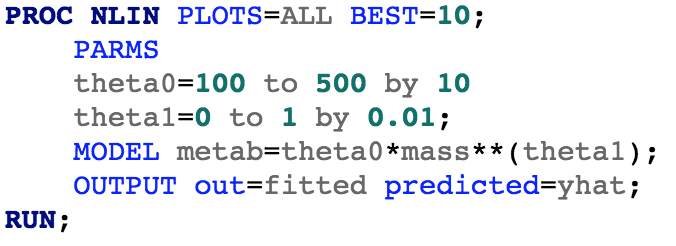 PROC NLIN PLOTS=ALL BEST=10;
PARMS
theta0=100 to 500 by 10
theta1=0 to 1 by 0.01;
MODEL metab=theta0*mass**(theta1);
OUTPUT out=fitted predicted=yhat;
RUN;